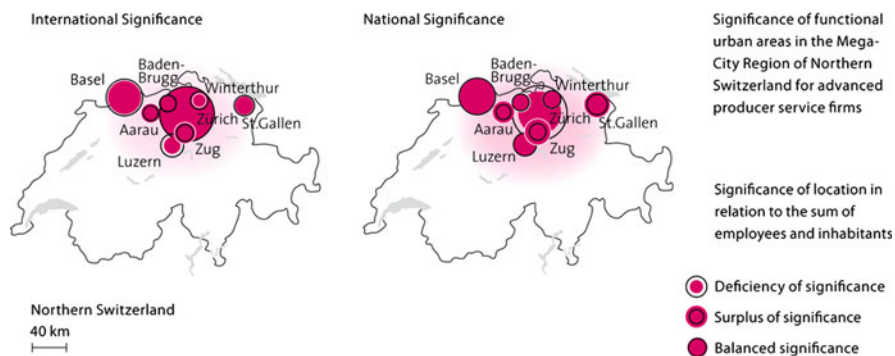 International Significance
Basel
Baden-
Brugg
Winterthur
Aarau
Zürich
St.Gallen
Luzern
Zug
Northern Switzerland
40 km
National Significance
Basel
Baden-
Brugg
Winterthur
Aarau
Zürich
St.Gallen
Luzern
Zug
Significance of functional
urban areas in the Mega-
City Region of Northern
Switzerland for advanced
producer service firms
Significance of location in
relation to the sum of
employees and inhabitants
Deficiency of significance
Surplus of significance
Balanced significance